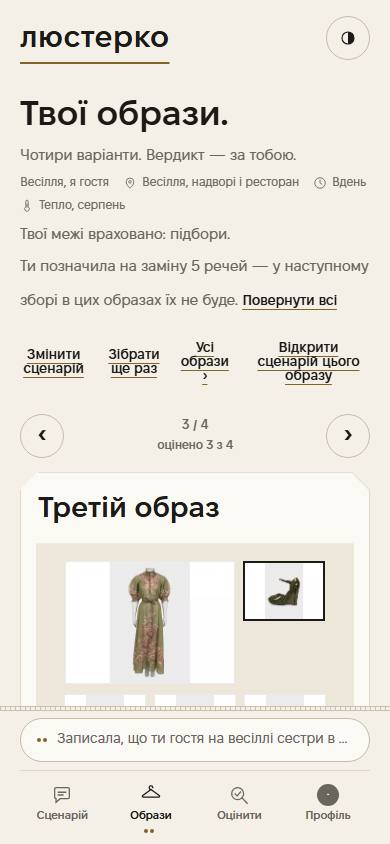 люстерко
Твої образи.
Чотири варіанти. Вердикт — за тобою.
Весілля, я гостя Весілля, надворі і ресторан Вдень
Тепло, серпень
Твої межі враховано: підбори.
Ти позначила на заміну 5 речей — у наступному
зборі в цих образах їх не буде. Повернути всі
Змінити сценарій
Зібрати ще раз
Усі образи ›
Відкрити сценарій цього образу
‹
3 / 4
оцінено 3 з 4
›
Третій образ
Записала, що ти гостя на весіллі сестри в ...
Сценарій Образи Оцінити Профіль